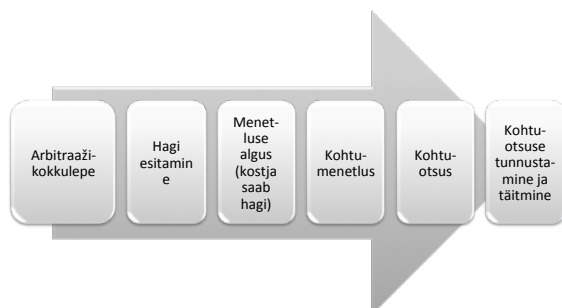 Arbitraaži-
kokkulepe
Hagi
esitamin
e
Menet-
luse
algus
(kostja
saab
hagi)
Kohtu-
menetlus
Kohtu-
otsus
Kohtu-
otsuse
tunnusta-
mine ja
täitmine